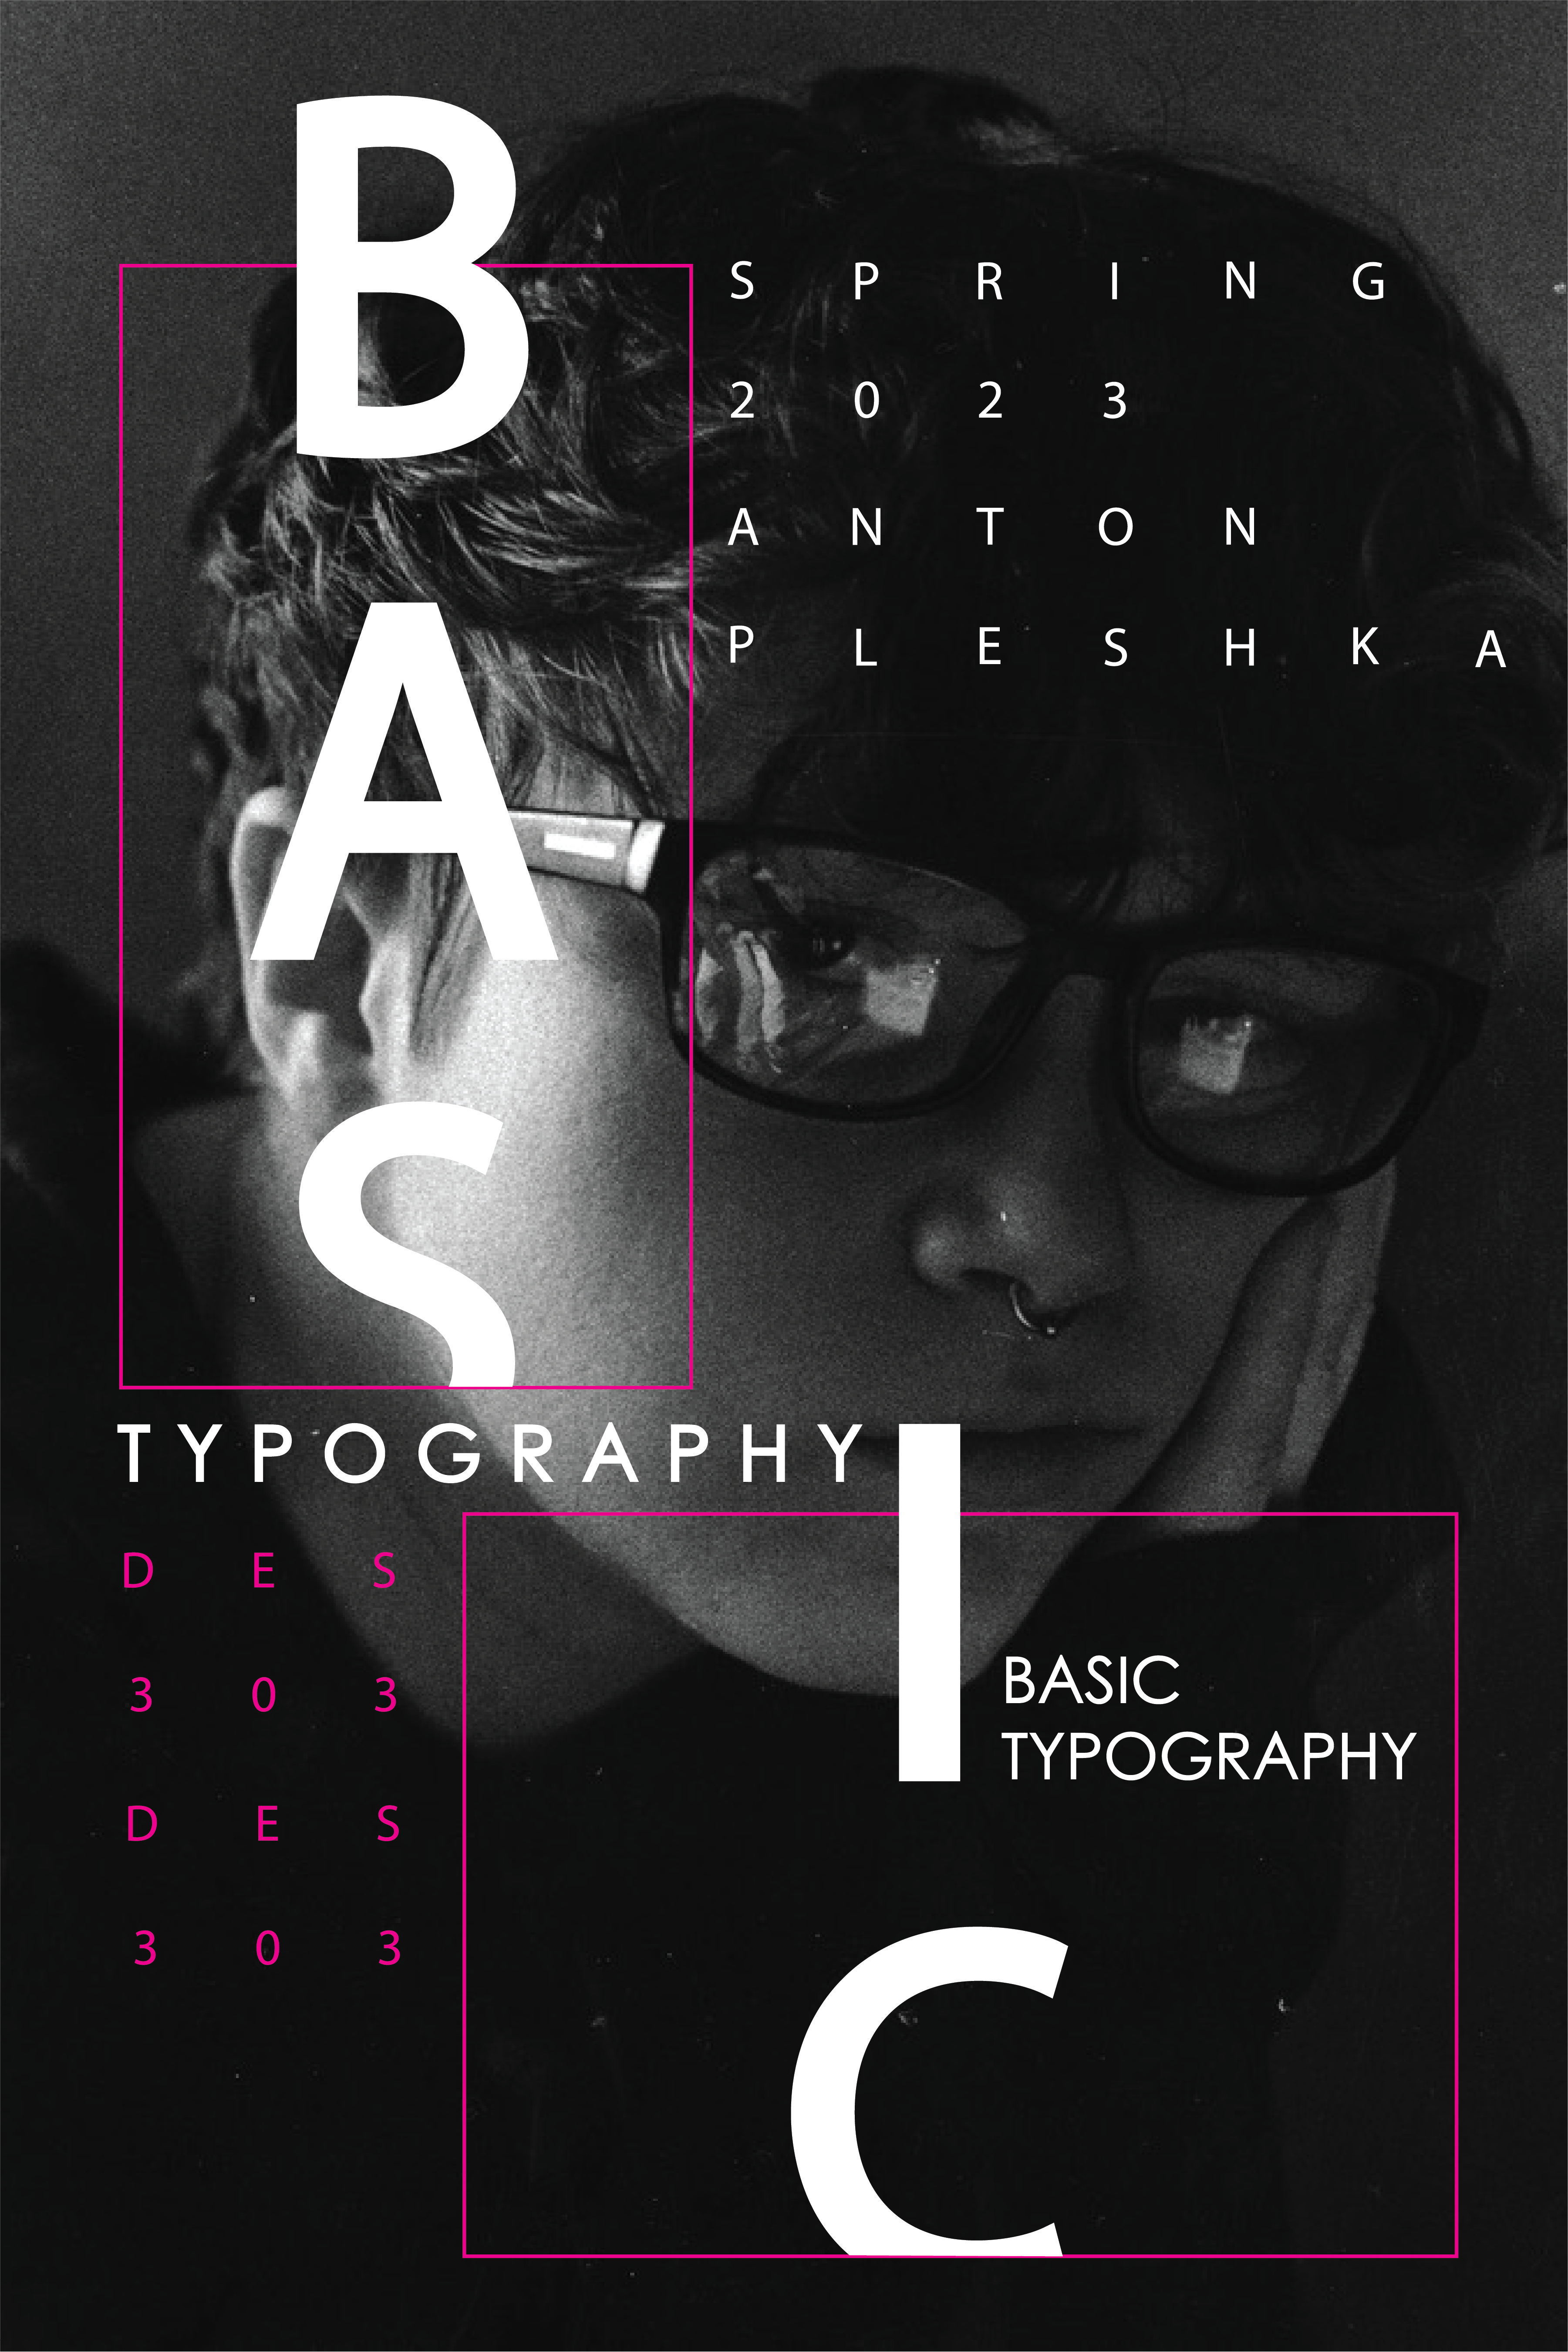 B
A
S
I
C
SPRING
2023
ANTON
PLESHKA
TYPOGRAPHY
DES
303
DES
303
BASIC
TYPOGRAPHY